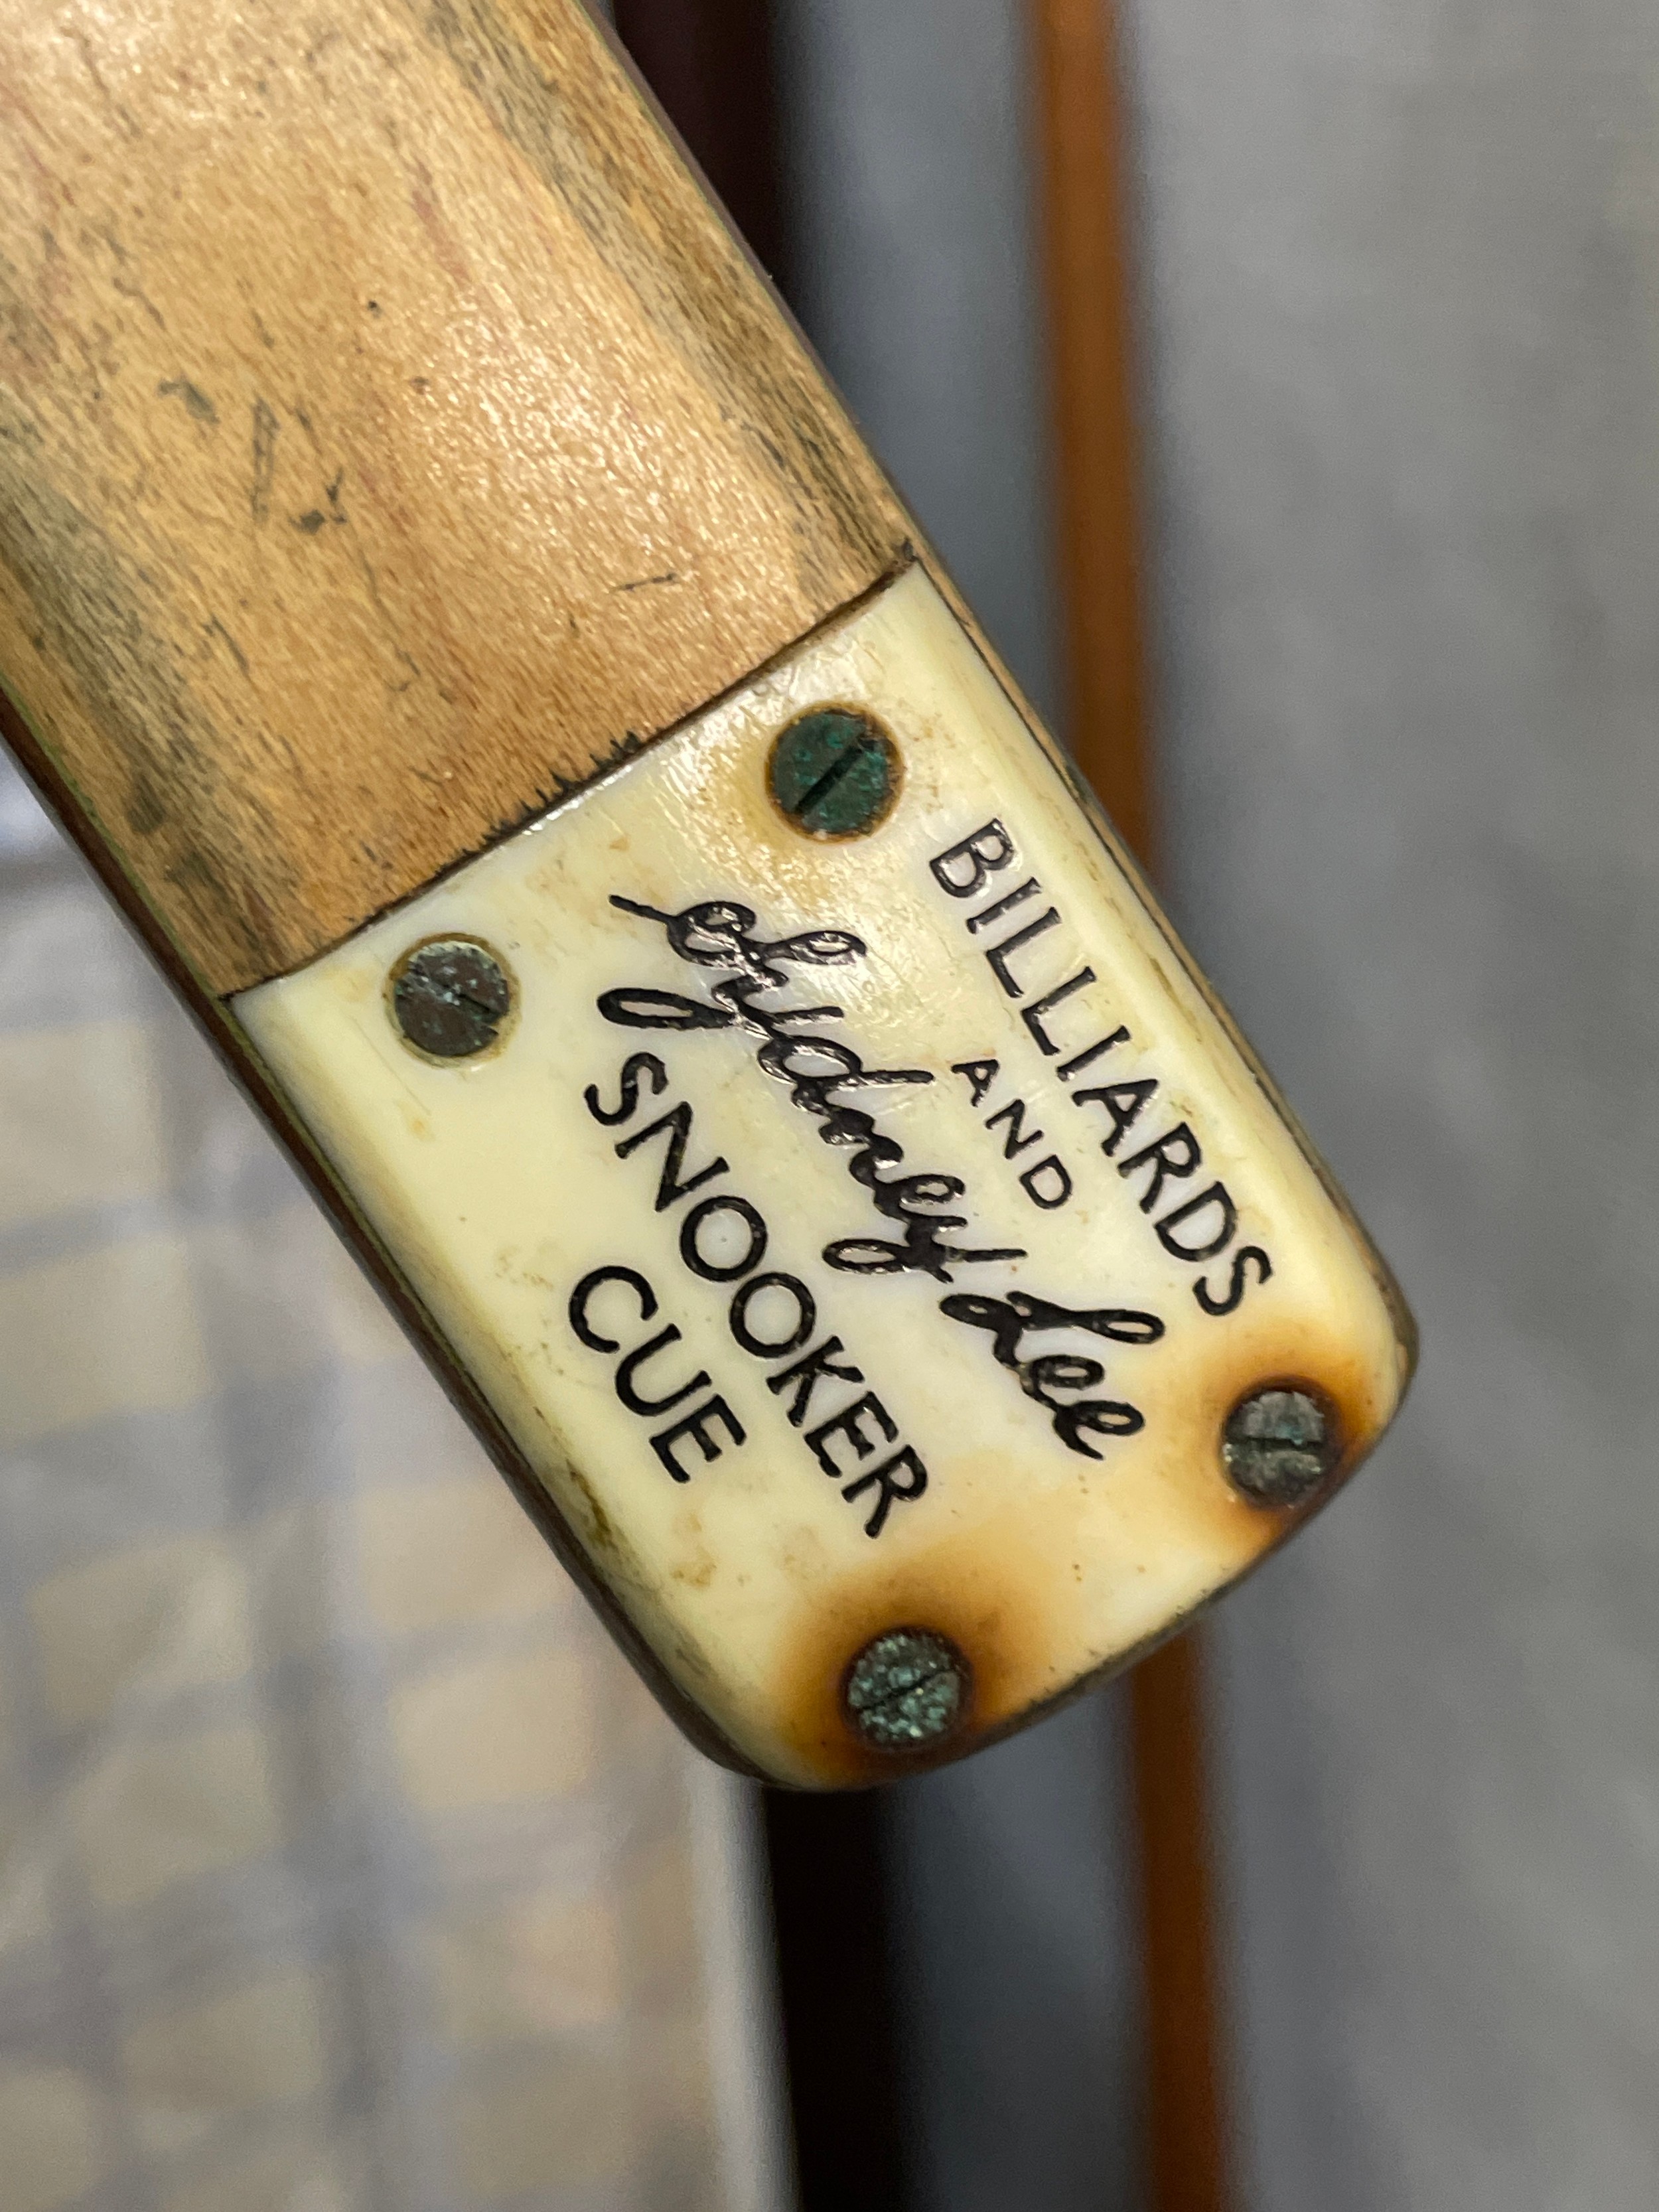 BILLIARDS
AND
Sydney Lee
SNOOKER
CUE